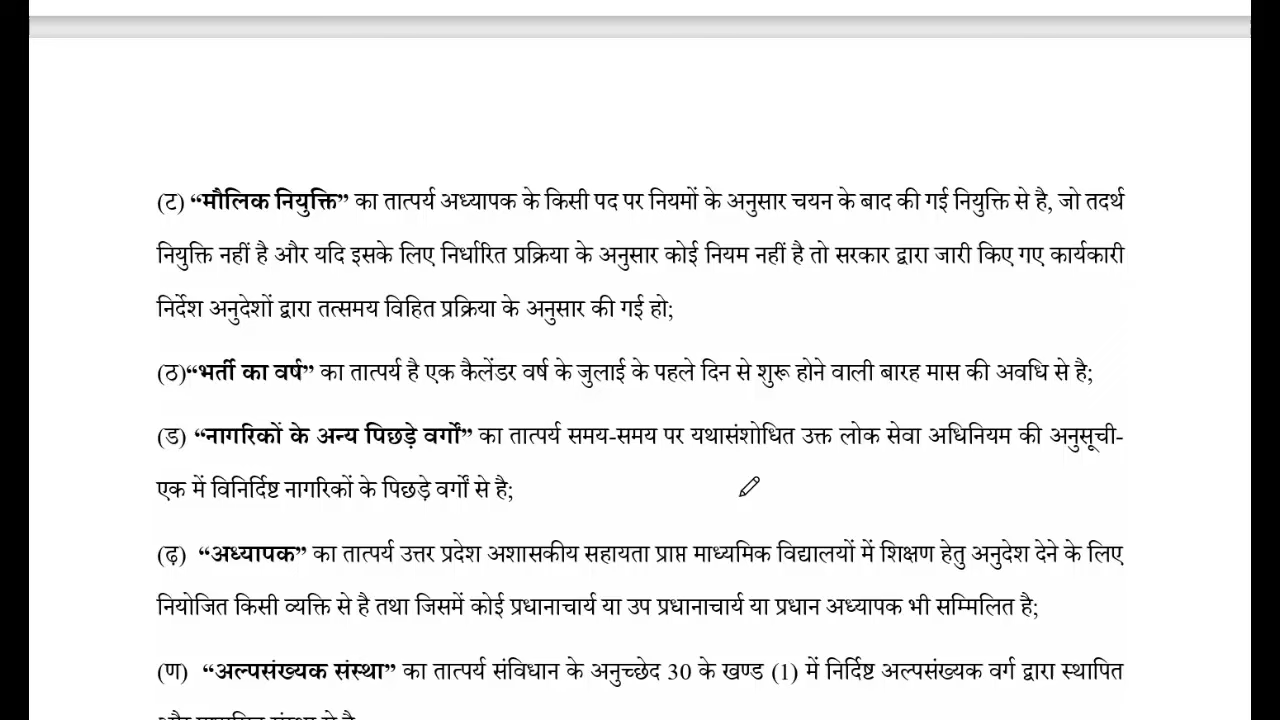 (ट) “मौलिक नियुक्ति” का तात्पर्य अध्यापक के किसी पद पर नियमों के अनुसार चयन के बाद की गई नियुक्ति से है, जो तदर्थ
नियुक्ति नहीं है और यदि इसके लिए निर्धारित प्रक्रिया के अनुसार कोई नियम नहीं है तो सरकार द्वारा जारी किए गए कार्यकारी
निर्देश अनुदेशों द्वारा तत्समय विहित प्रक्रिया के अनुसार की गई हो;
(ठ)“भर्ती का वर्ष” का तात्पर्य है एक कैलेंडर वर्ष के जुलाई के पहले दिन से शुरू होने वाली बारह मास की अवधि से है;
(ड) “नागरिकों के अन्य पिछड़े वर्गों” का तात्पर्य समय-समय पर यथासंशोधित उक्त लोक सेवा अधिनियम की अनुसूची-
एक में विनिर्दिष्ट नागरिकों के पिछड़े वर्गों से है;
(ढ़) “अध्यापक” का तात्पर्य उत्तर प्रदेश अशासकीय सहायता प्राप्त माध्यमिक विद्यालयों में शिक्षण हेतु अनुदेश देने के लिए
नियोजित किसी व्यक्ति से है तथा जिसमें कोई प्रधानाचार्य या उप प्रधानाचार्य या प्रधान अध्यापक भी सम्मिलित है;
(ण) “अल्पसंख्यक संस्था” का तात्पर्य संविधान के अनुच्छेद 30 के खण्ड (1) में निर्दिष्ट अल्पसंख्यक वर्ग द्वारा स्थापित